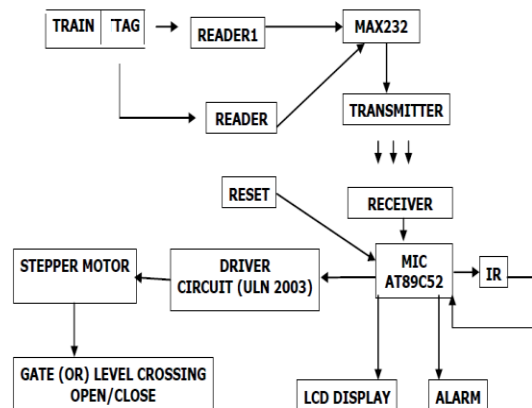 TRAIN TAG
READER1
MAX232
READER
TRANSMITTER
RESET
RECEIVER
STEPPER MOTOR
DRIVER
CIRCUIT (ULN 2003)
MIC
AT89C52
IR
GATE (OR) LEVEL CROSSING
OPEN/CLOSE
LCD DISPLAY
ALARM